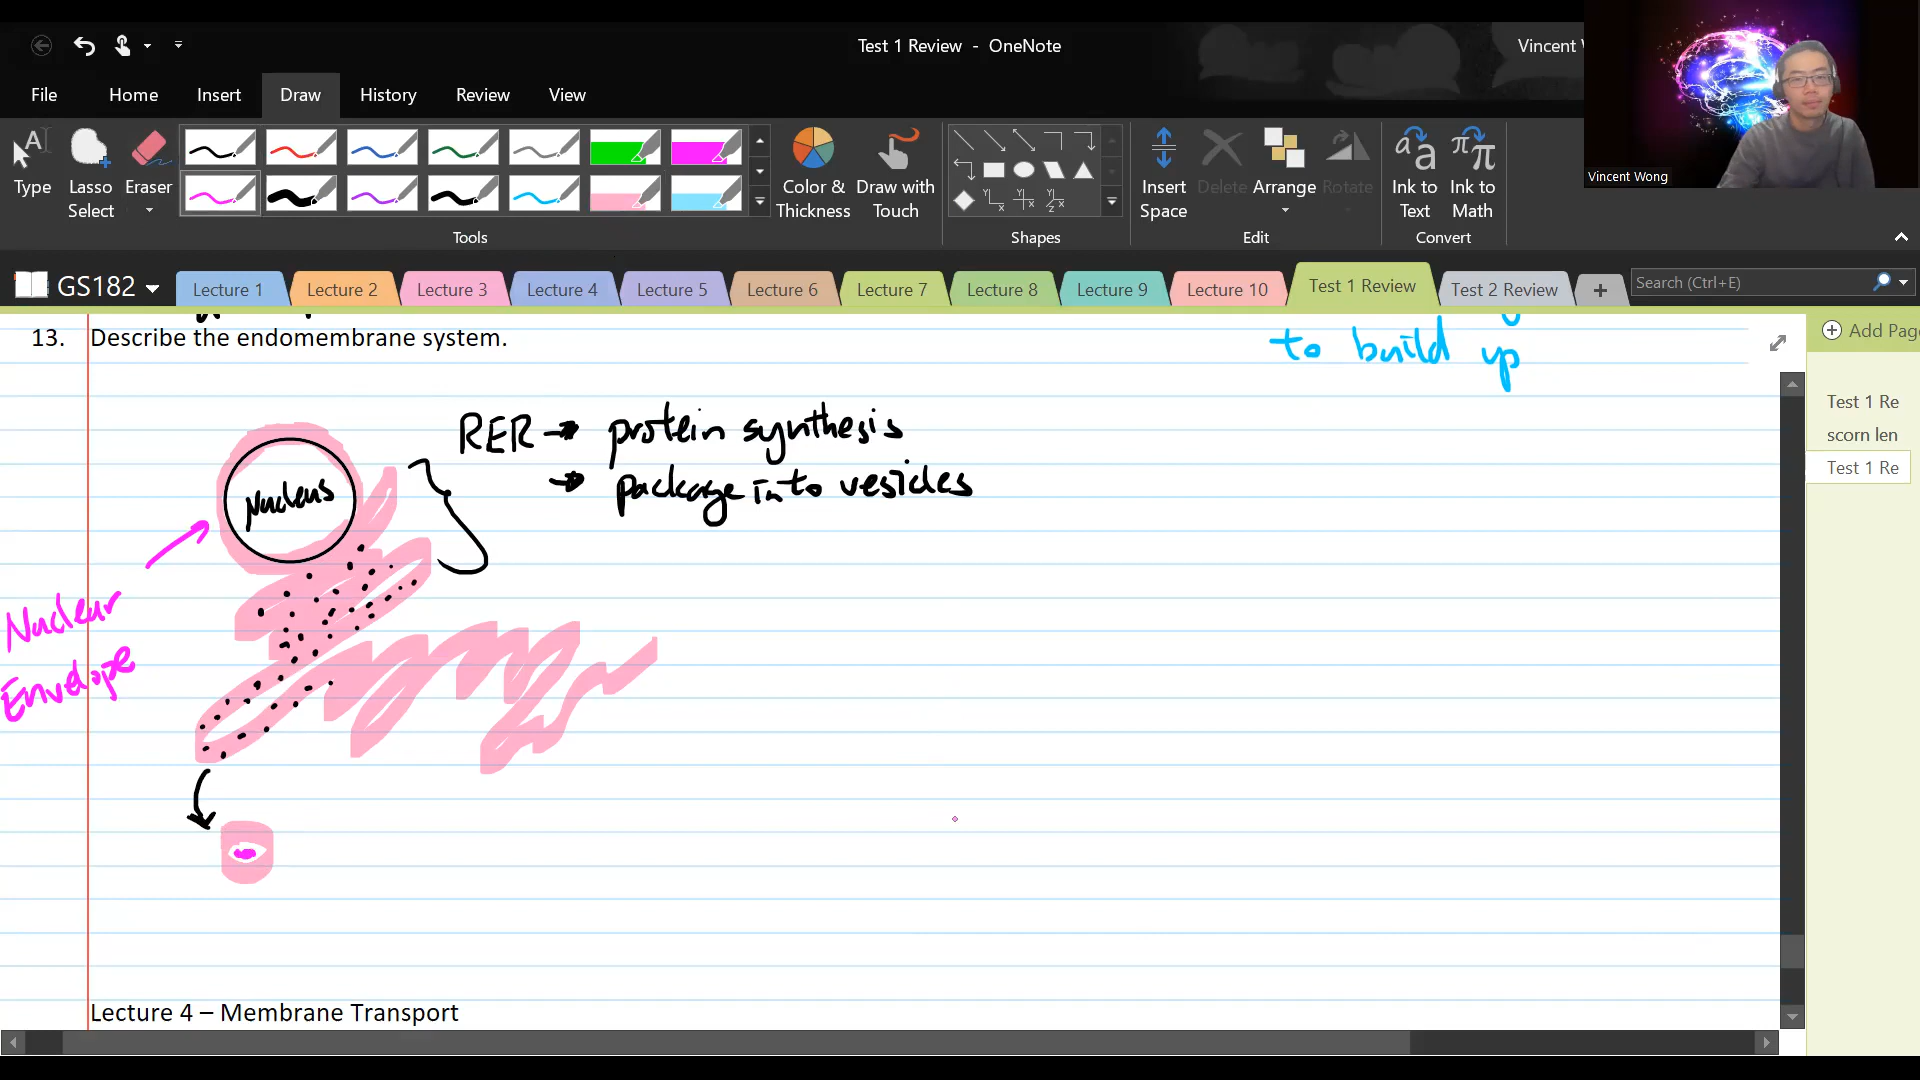 Test 1 Review - OneNote
Vincent W
File Home Insert Draw History Review View
Type
Lasso
Select
Eraser
Color &
Thickness
Draw with
Touch
Insert
Space
Delete
Arrange
Rotate
Ink to
Text
Ink to
Math
Tools
Shapes
Edit
Convert
Vincent Wong
GS182
Lecture 1
Lecture 2
Lecture 3
Lecture 4
Lecture 5
Lecture 6
Lecture 7
Lecture 8
Lecture 9
Lecture 10
Test 1 Review
Test 2 Review
Search (Ctrl+E)
Add Page
Test 1 Re
scorn len
Test 1 Re
13. Describe the endomembrane system.
to build up
RER → protein synthesis
→ package into vesicles
Nucleus
Nuclear
Envelope
Lecture 4 – Membrane Transport